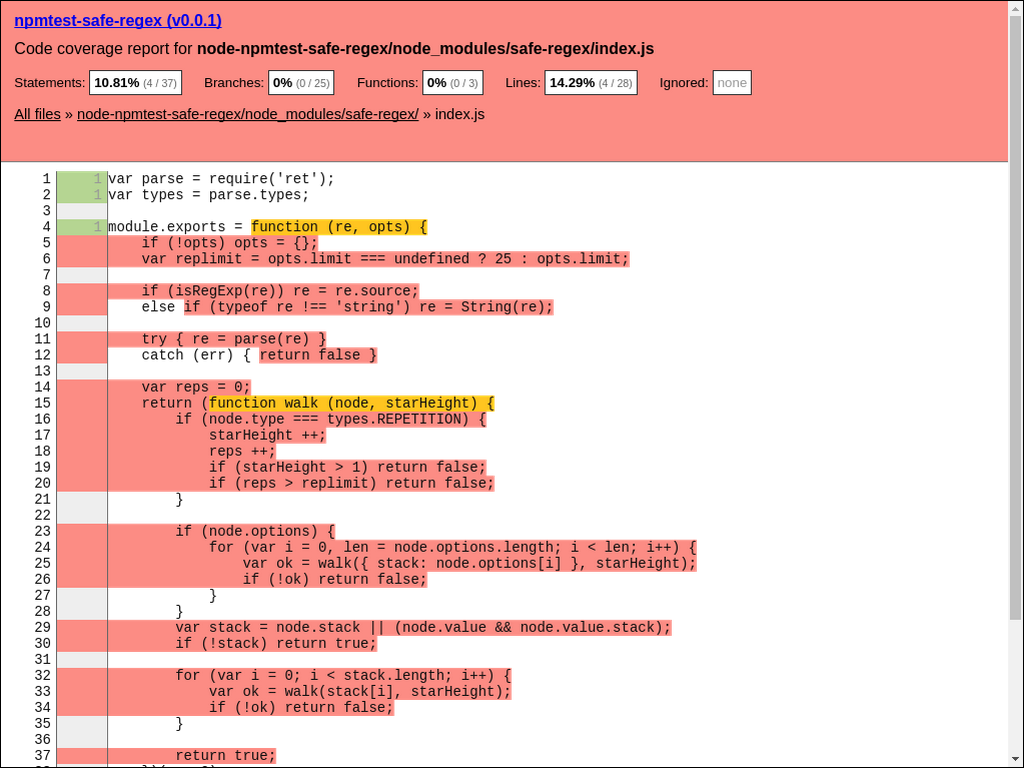 npmtest-safe-regex (v0.0.1)
Code coverage report for node-npmtest-safe-regex/node_modules/safe-regex/index.js
Statements: 10.81% (4 / 37) Branches: 0% (0 / 25) Functions: 0% (0 / 3) Lines: 14.29% (4 / 28) Ignored: none
All files » node-npmtest-safe-regex/node_modules/safe-regex/ » index.js
1 1 var parse = require('ret');
2 1 var types = parse.types;
3
4 1 module.exports = function (re, opts) {
5     if (!opts) opts = {};
6     var replimit = opts.limit === undefined ? 25 : opts.limit;
7
8     if (isRegExp(re)) re = re.source;
9     else if (typeof re !== 'string') re = String(re);
10
11     try { re = parse(re) }
12     catch (err) { return false }
13
14     var reps = 0;
15     return (function walk (node, starHeight) {
16         if (node.type === types.REPETITION) {
17             starHeight ++;
18             reps ++;
19             if (starHeight > 1) return false;
20             if (reps > replimit) return false;
21         }
22
23         if (node.options) {
24             for (var i = 0, len = node.options.length; i < len; i++) {
25                 var ok = walk({ stack: node.options[i] }, starHeight);
26                 if (!ok) return false;
27             }
28         }
29         var stack = node.stack || (node.value && node.value.stack);
30         if (!stack) return true;
31
32         for (var i = 0; i < stack.length; i++) {
33             var ok = walk(stack[i], starHeight);
34             if (!ok) return false;
35         }
36
37         return true;